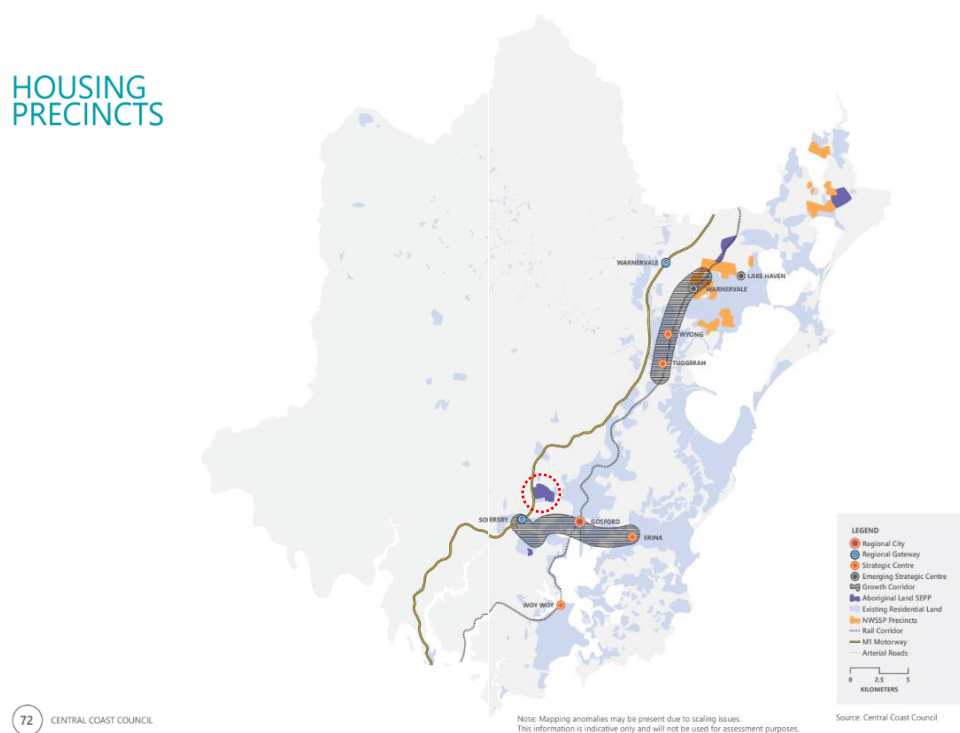 HOUSING
PRECINCTS
WARNERVALE
LAKE HAVEN
WARNERVALE
WYONG
TUGGERAH
SOMERSBY
GOSFORD
ERINA
WOY WOY
LEGEND
Regional City
Regional Gateway
Strategic Centre
Emerging Strategic Centre
Growth Corridor
Aboriginal Land SEPP
Existing Residential Land
NWSSP Precincts
Rail Corridor
M1 Motorway
Arterial Roads
0 2.5 5
KILOMETERS
72 CENTRAL COAST COUNCIL
Note: Mapping anomalies may be present due to scaling issues.
This information is indicative only and will not be used for assessment purposes.
Source: Central Coast Council